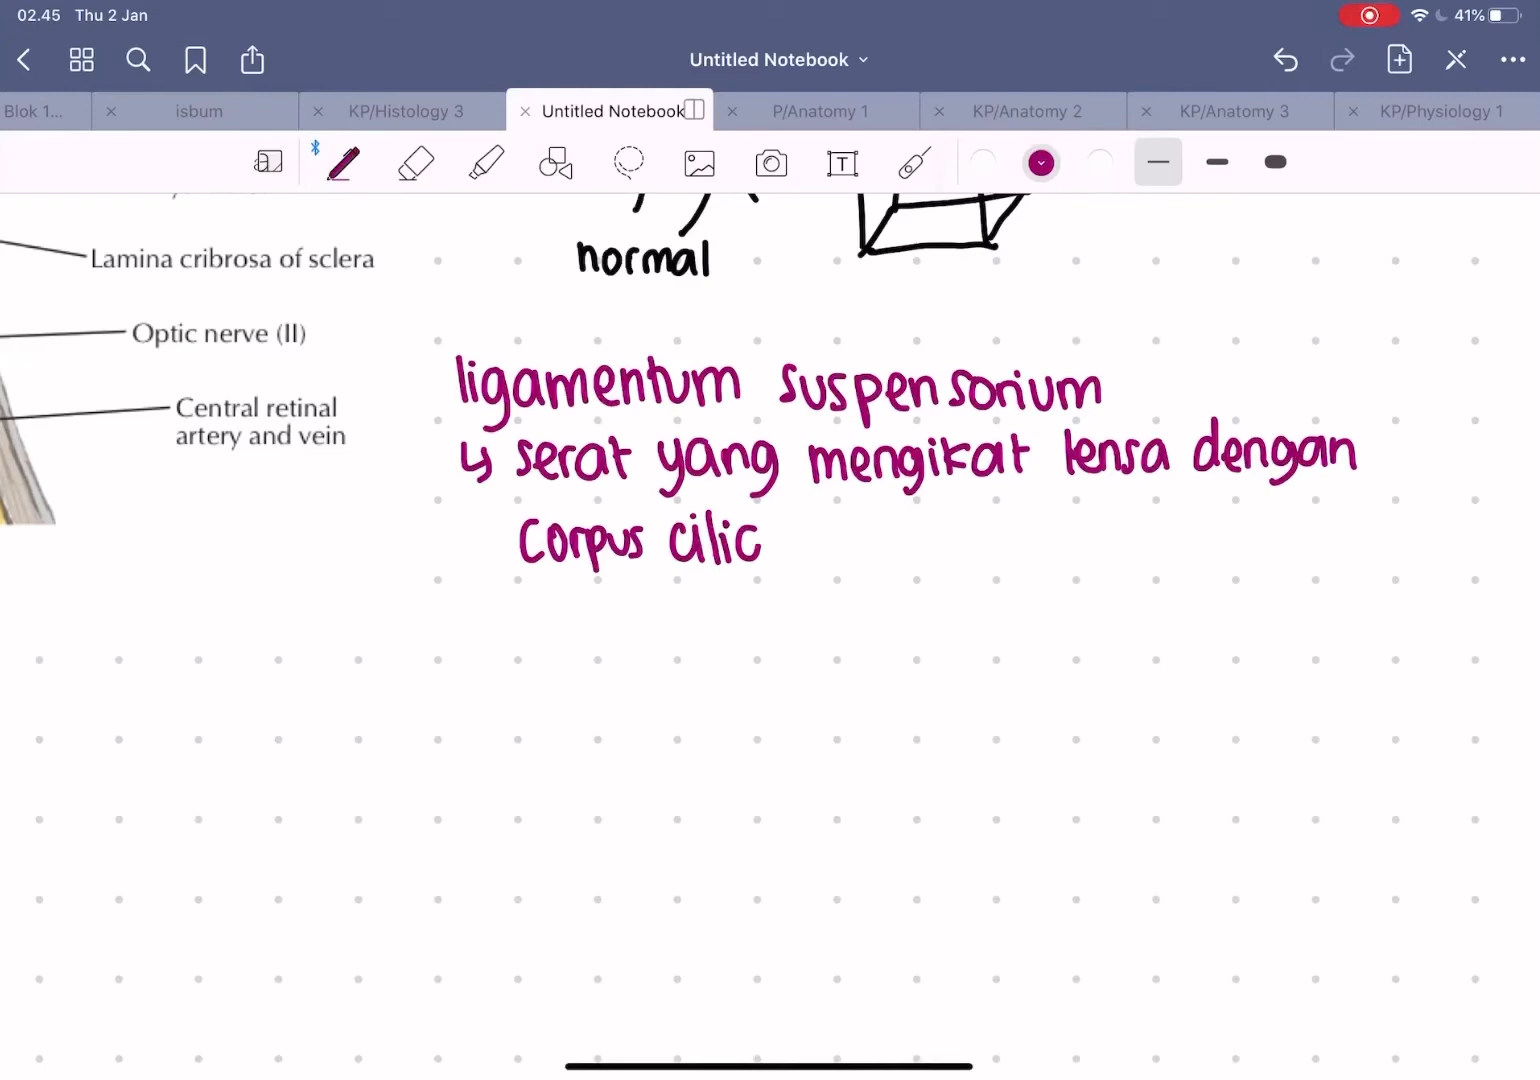 02.45 Thu 2 Jan
41%
Untitled Notebook
Blok 1...
isbum
KP/Histology 3
Untitled Notebook
P/Anatomy 1
KP/Anatomy 2
KP/Anatomy 3
KP/Physiology 1
Lamina cribrosa of sclera
normal
Optic nerve (II)
Central retinal
artery and vein
ligamentum suspensorium
↳ serat yang mengikat lensa dengan
corpus cilic